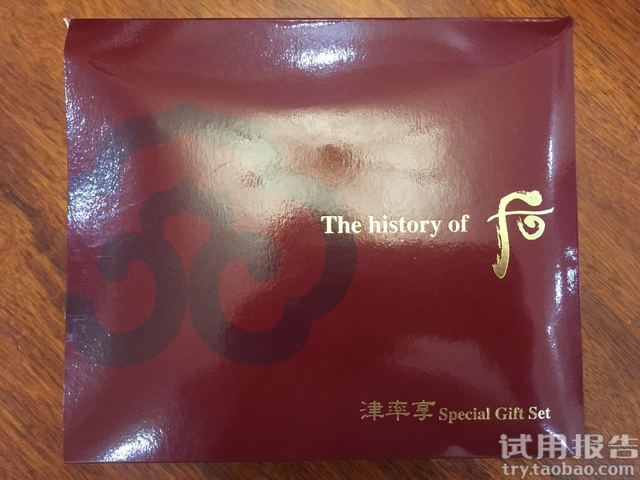 The history of 后
津率享 Special Gift Set
试用报告
try.taobao.com